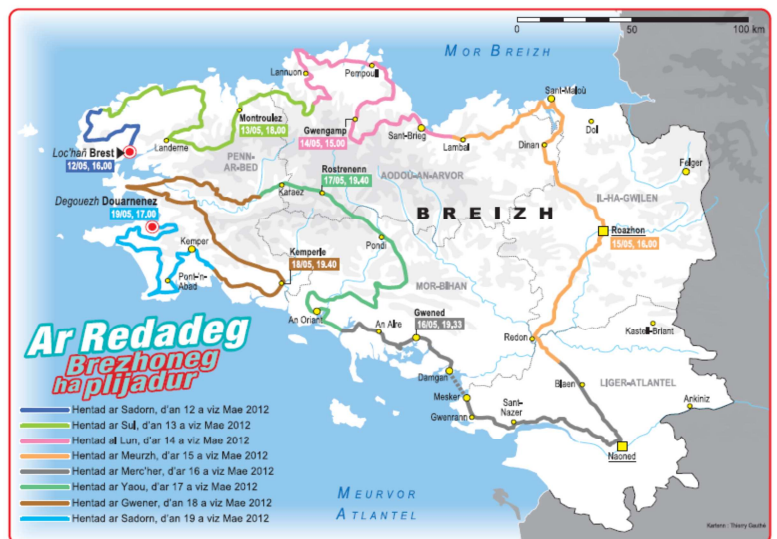 0 50 100 km
MOR BREIZH
Lannuon
Pempoull
Sant-Maloù
Montroulez
13/05, 18.00
Gwengamp
14/05, 15.00
Sant-Brieg
Lambal
Dol
Dinan
Landerne
Loc'hañ Brest
12/05, 16.00
PENN-
AR-BED
Rostrenenn
17/05, 19.40
AODOÙ-AN-ARVOR
Felger
Karaez
IL-HA-GWILEN
Degouezh Douarnenez
19/05, 17.00
BREIZH
Roazhon
15/05, 16.00
Kemper
Pondi
Kemperle
18/05, 19.40
Pont-'n-
Abad
MOR-BIHAN
An Oriant
An Alre
Gwened
16/05, 19,33
Redon
Kastell-Briant
Ar Redadeg
Brezhoneg
ha plijadur
Damgan
Blaen
LIGER-ATLANTEL
Mesker
Ankiniz
Gwenrann
Sant-
Nazer
Naoned
Hentad ar Sadorn, d'an 12 a viz Mae 2012
Hentad ar Sul, d'an 13 a viz Mae 2012
Hentad al Lun, d'ar 14 a viz Mae 2012
Hentad ar Meurzh, d'ar 15 a viz Mae 2012
Hentad ar Merc'her, d'ar 16 a viz Mae 2012
Hentad ar Yaou, d'ar 17 a viz Mae 2012
Hentad ar Gwener, d'an 18 a viz Mae 2012
Hentad ar Sadorn, d'an 19 a viz Mae 2012
MEURVOR
ATLANTEL
Kartenn : Thierry Gauché